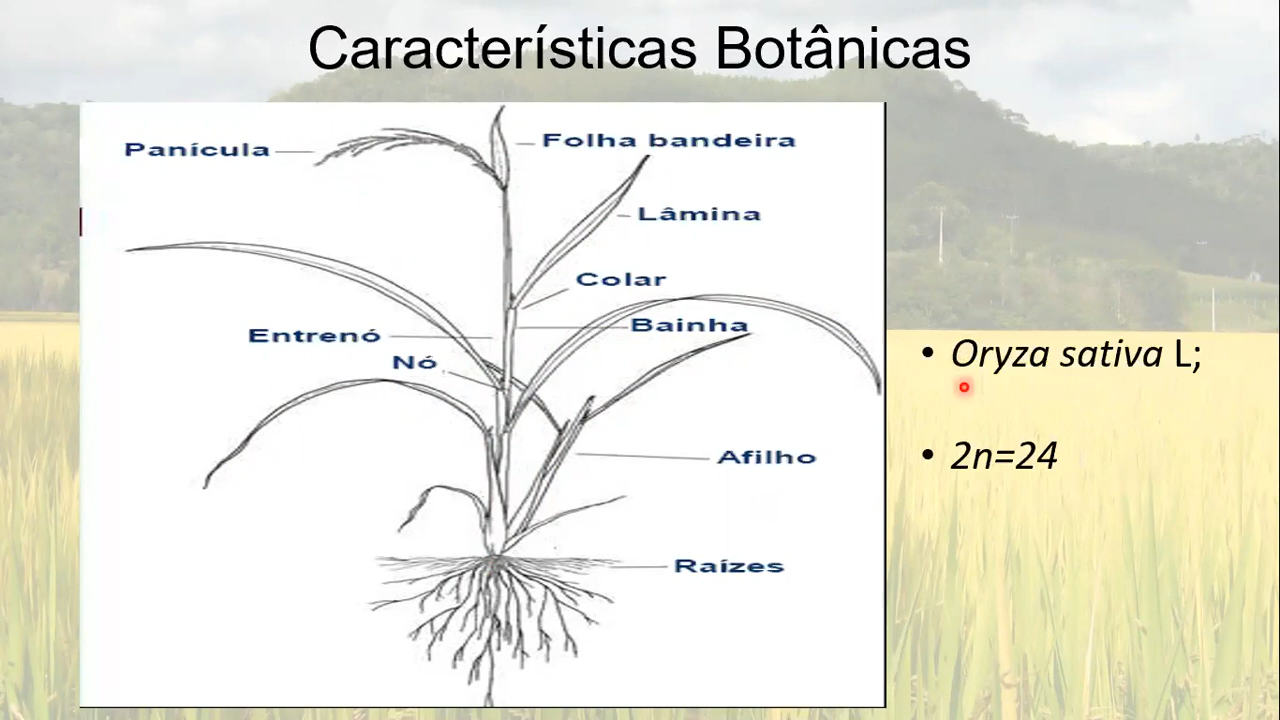 Características Botânicas
Panícula
Folha bandeira
Lâmina
Colar
Bainha
Entrenó
Nó
Afilho
Raízes
• Oryza sativa L;
• 2n=24